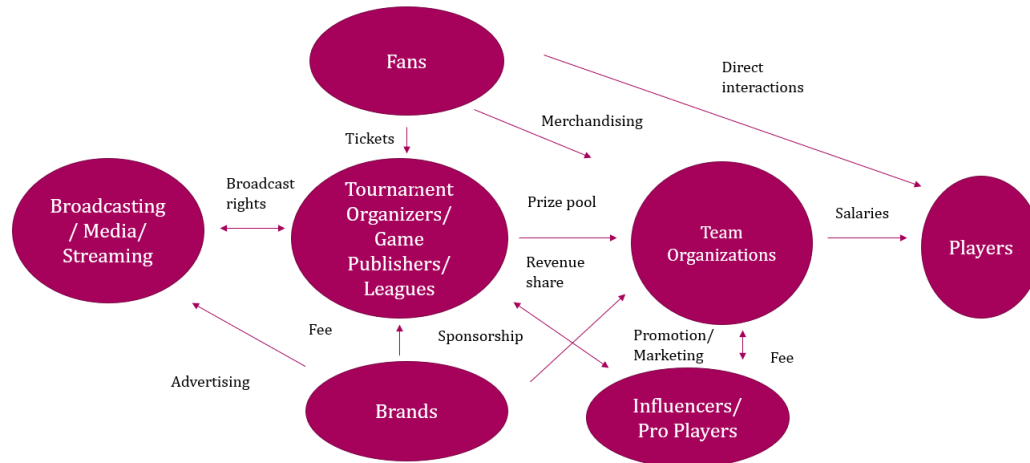 Fans
Direct
interactions
Merchandising
Tickets
Broadcasting
/ Media/
Streaming
Broadcast
rights
Tournament
Organizers/
Game
Publishers/
Leagues
Prize pool
Revenue
share
Team
Organizations
Salaries
Players
Fee
Sponsorship
Promotion/
Marketing
Fee
Advertising
Brands
Influencers/
Pro Players